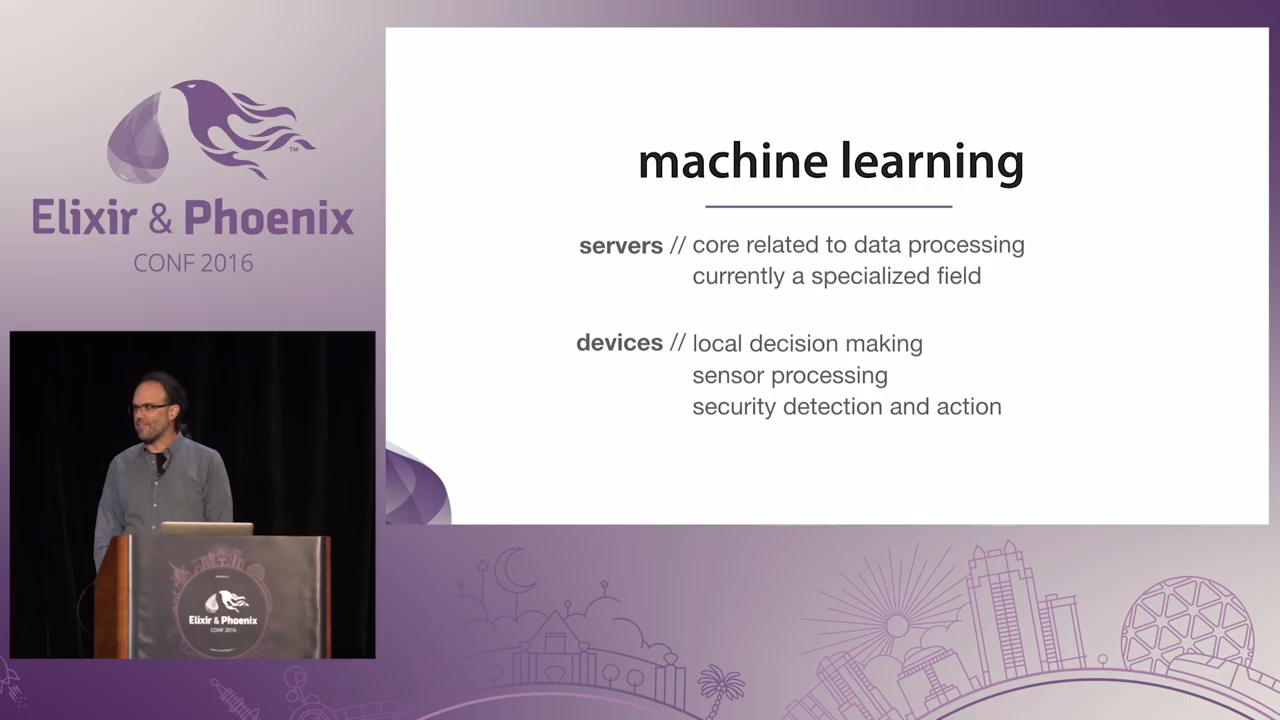 TM
Elixir & Phoenix
CONF 2016
machine learning
servers // core related to data processing
currently a specialized field
devices // local decision making
sensor processing
security detection and action
Elixir & Phoenix
CONF 2016